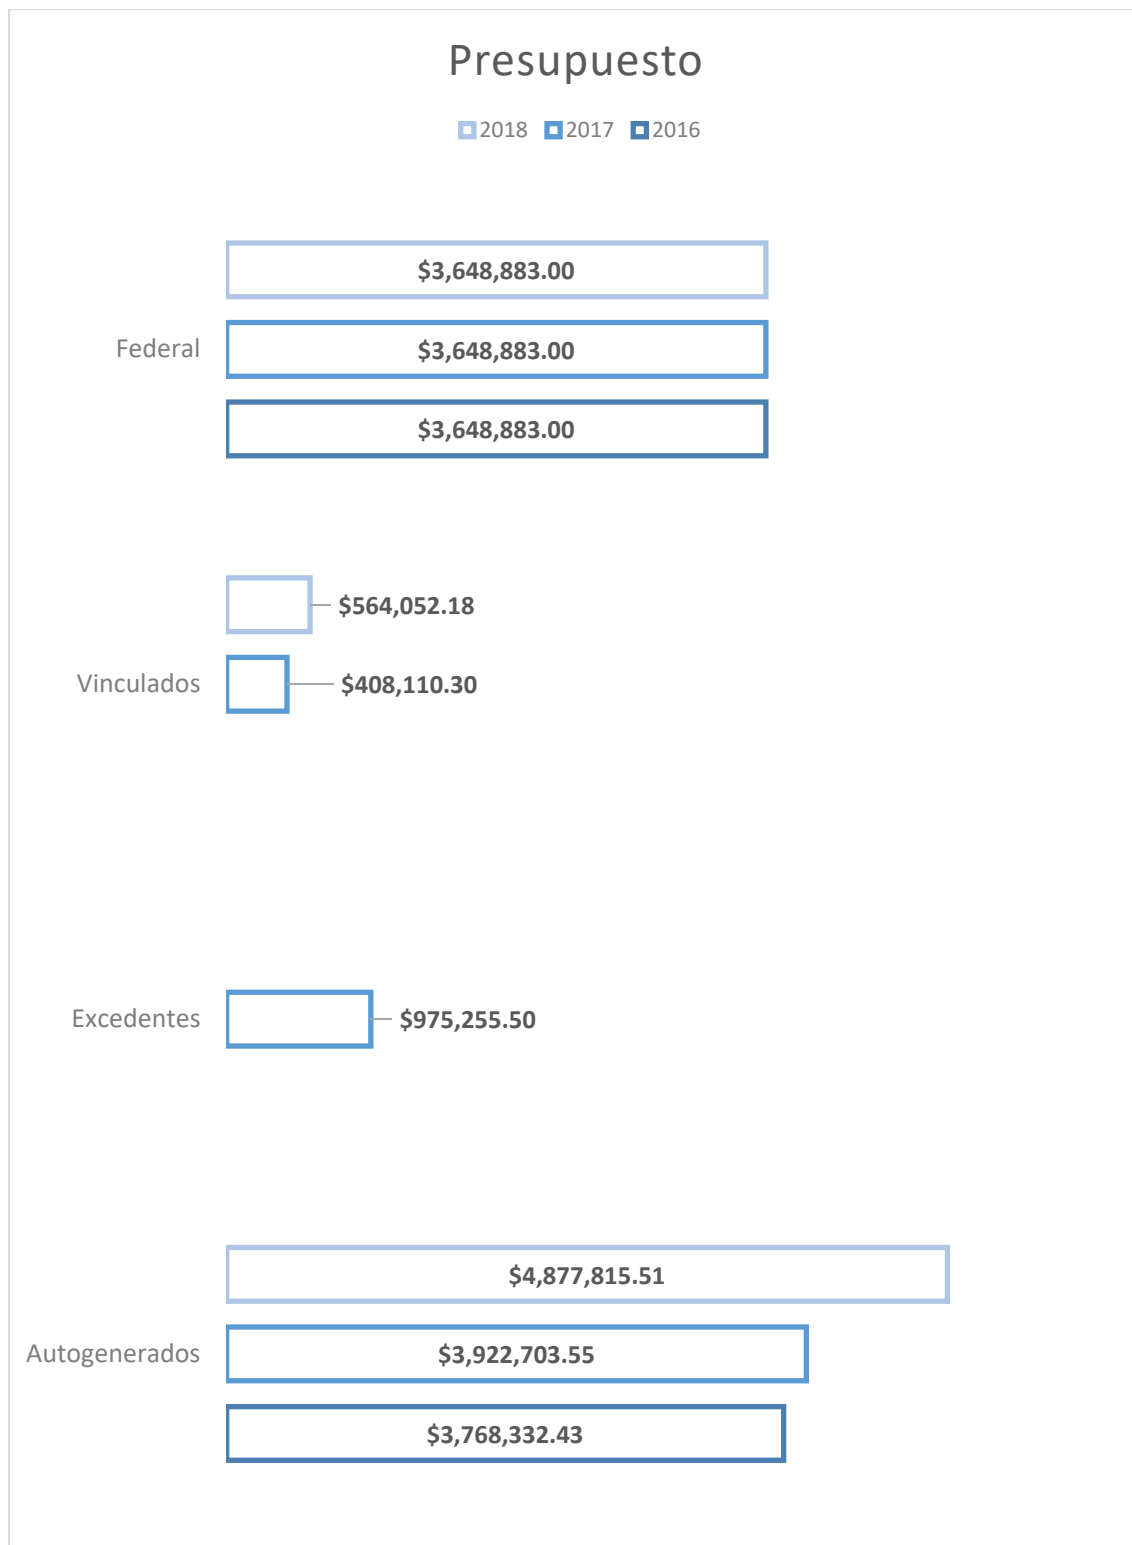 Presupuesto
2018 2017 2016
$3,648,883.00
Federal $3,648,883.00
$3,648,883.00
$564,052.18
Vinculados $408,110.30
Excedentes $975,255.50
$4,877,815.51
Autogenerados $3,922,703.55
$3,768,332.43